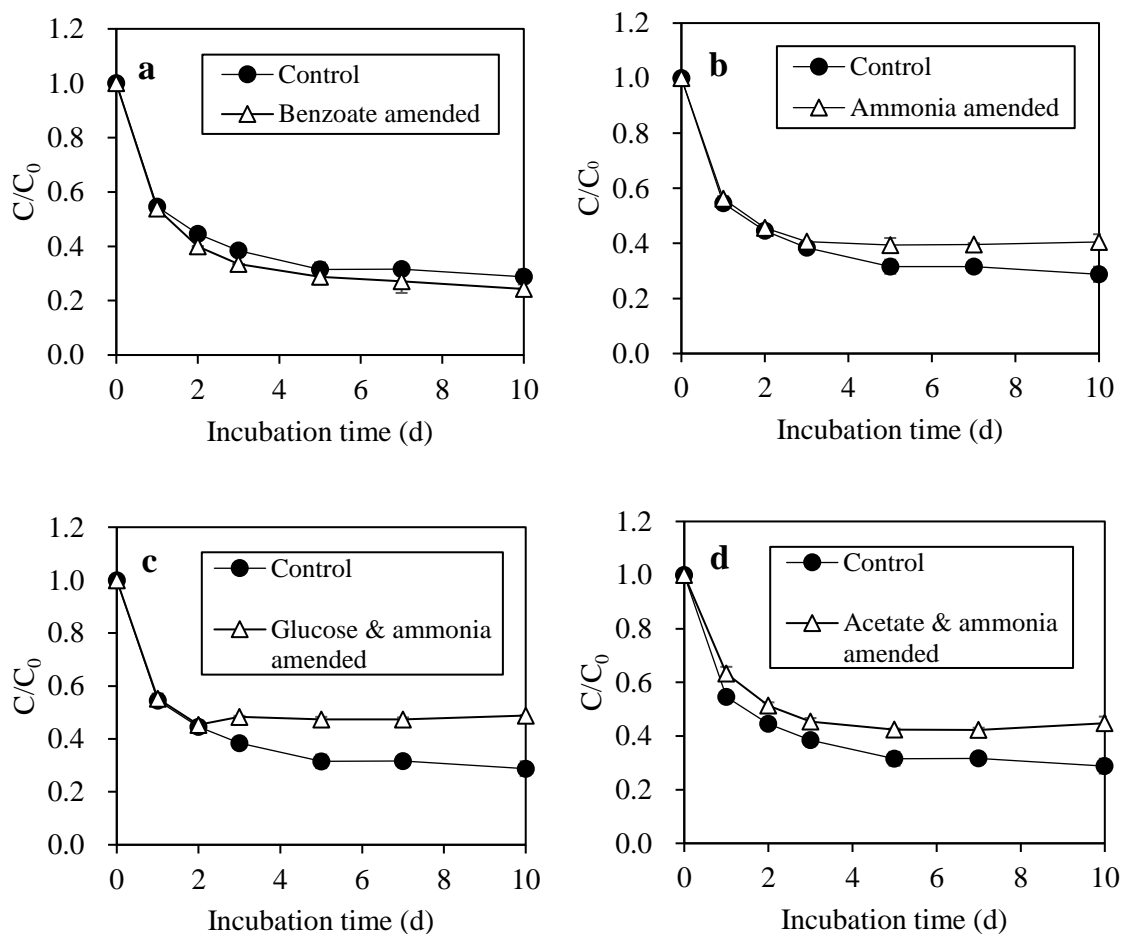 1.2
1.0
0.8
0.6
0.4
0.2
0.0
C/C₀
a
Control
Benzoate amended
0 2 4 6 8 10
Incubation time (d)
1.2
1.0
0.8
0.6
0.4
0.2
0.0
C/C₀
b
Control
Ammonia amended
0 2 4 6 8 10
Incubation time (d)
1.2
1.0
0.8
0.6
0.4
0.2
0.0
C/C₀
c
Control
Glucose & ammonia
amended
0 2 4 6 8 10
Incubation time (d)
1.2
1.0
0.8
0.6
0.4
0.2
0.0
C/C₀
d
Control
Acetate & ammonia
amended
0 2 4 6 8 10
Incubation time (d)